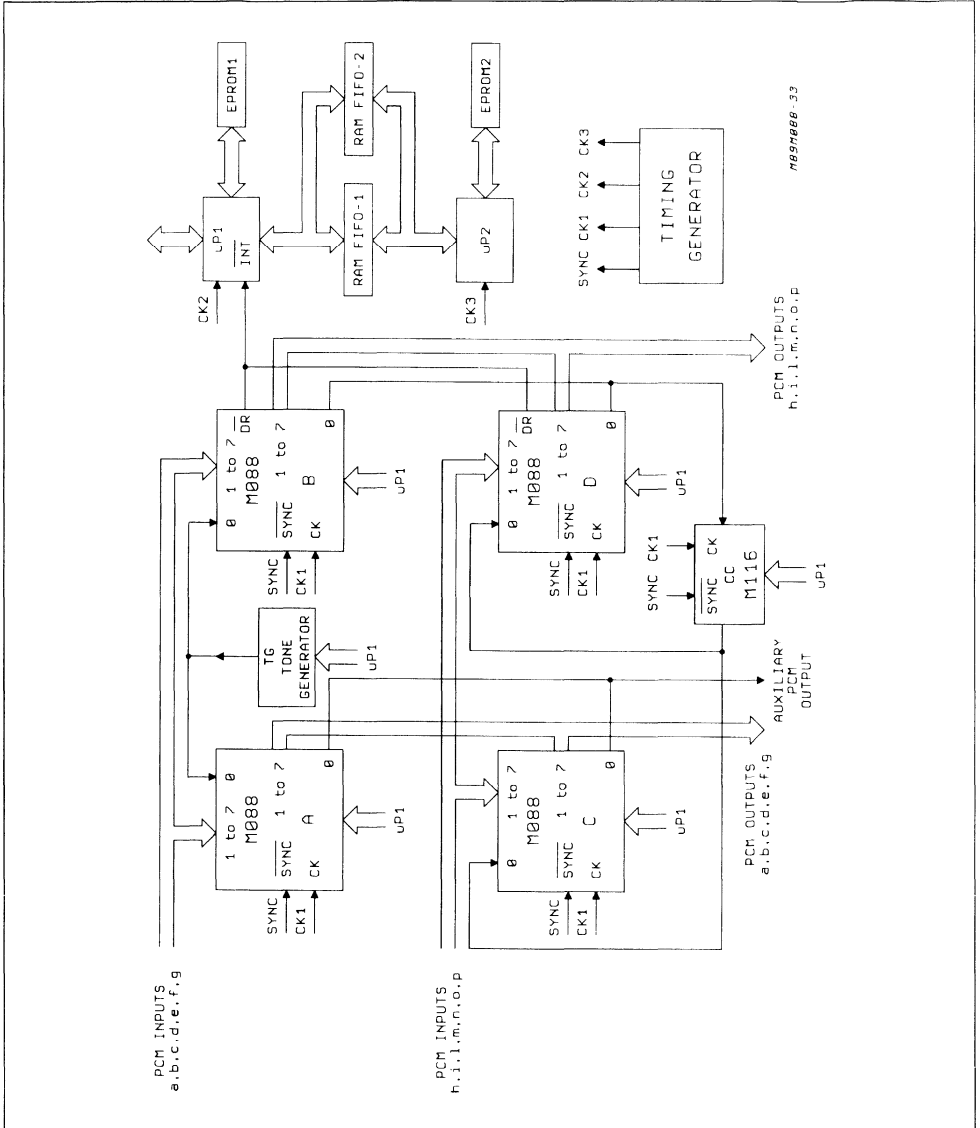 PCM INPUTS
a.b.c.d.e.f.g
PCM INPUTS
h.i.l.m.n.o.p
1 to 7 0
M088
SYNC 1 to 7
A
CK 0
SYNC
CK1
uP1
TG
TONE
GENERATOR
uP1
0 1 to 7
M088
DR
SYNC 1 to 7
B
CK 0
SYNC
CK1
uP1
0 1 to 7
M088
SYNC 1 to 7
C
CK 0
SYNC
CK1
uP1
0 1 to 7
M088
DR
SYNC 1 to 7
D
CK 0
SYNC
CK1
uP1
SYNC CK1
SYNC CK
CC
M116
uP1
PCM OUTPUTS
a.b.c.d.e.f.g
AUXILIARY
PCM
OUTPUT
PCM OUTPUTS
h.i.l.m.n.o.p
CK2
uP1
INT
EPROM1
RAM FIFO-1
RAM FIFO-2
CK3
uP2
EPROM2
SYNC CK1 CK2 CK3
TIMING
GENERATOR
M89M088-33